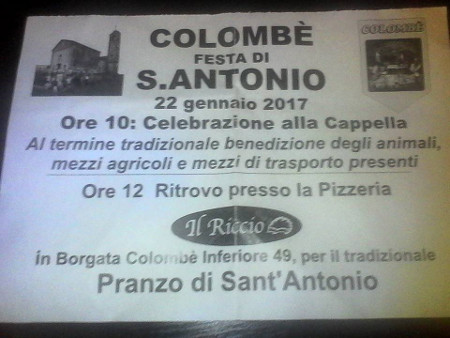 COLOMBÈ
COLOMBÈ
FESTA DI
S.ANTONIO
22 gennaio 2017
Ore 10: Celebrazione alla Cappella
Al termine tradizionale benedizione degli animali,
mezzi agricoli e mezzi di trasporto presenti
Ore 12 Ritrovo presso la Pizzeria
Il Riccio
in Borgata Colombè Inferiore 49, per il tradizionale
Pranzo di Sant'Antonio